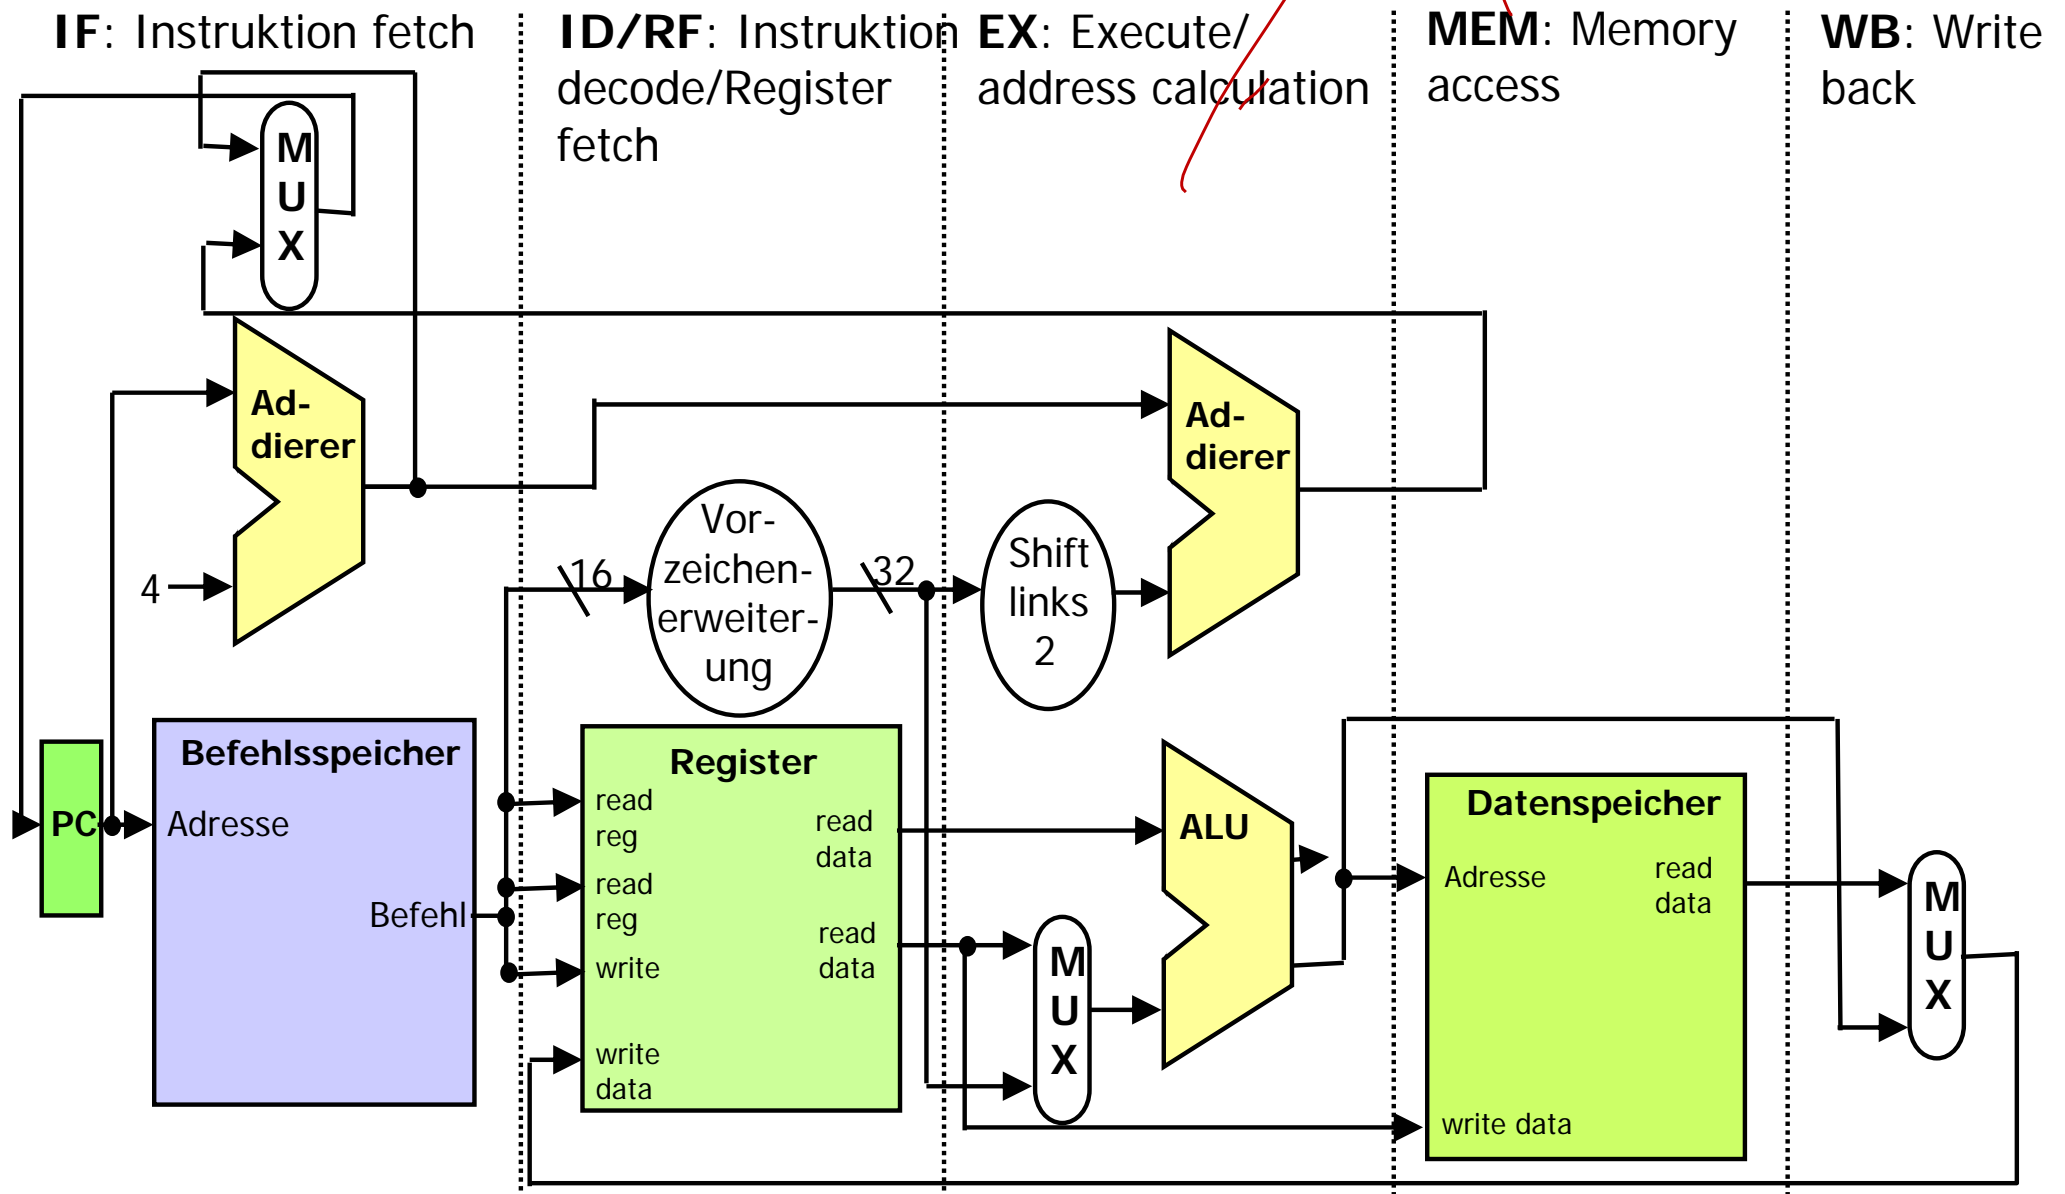 IF: Instruktion fetch
ID/RF: Instruktion
decode/Register
fetch
EX: Execute/
address calculation
MEM: Memory
access
WB: Write
back
M
U
X
Ad-
dierer
4
Ad-
dierer
16
Vor-
zeichen-
erweiter-
ung
32
Shift
links
2
PC
Befehlsspeicher
Adresse
Befehl
Register
read
reg
read
reg
write
write
data
read
data
read
data
M
U
X
ALU
Datenspeicher
Adresse
read
data
write data
M
U
X